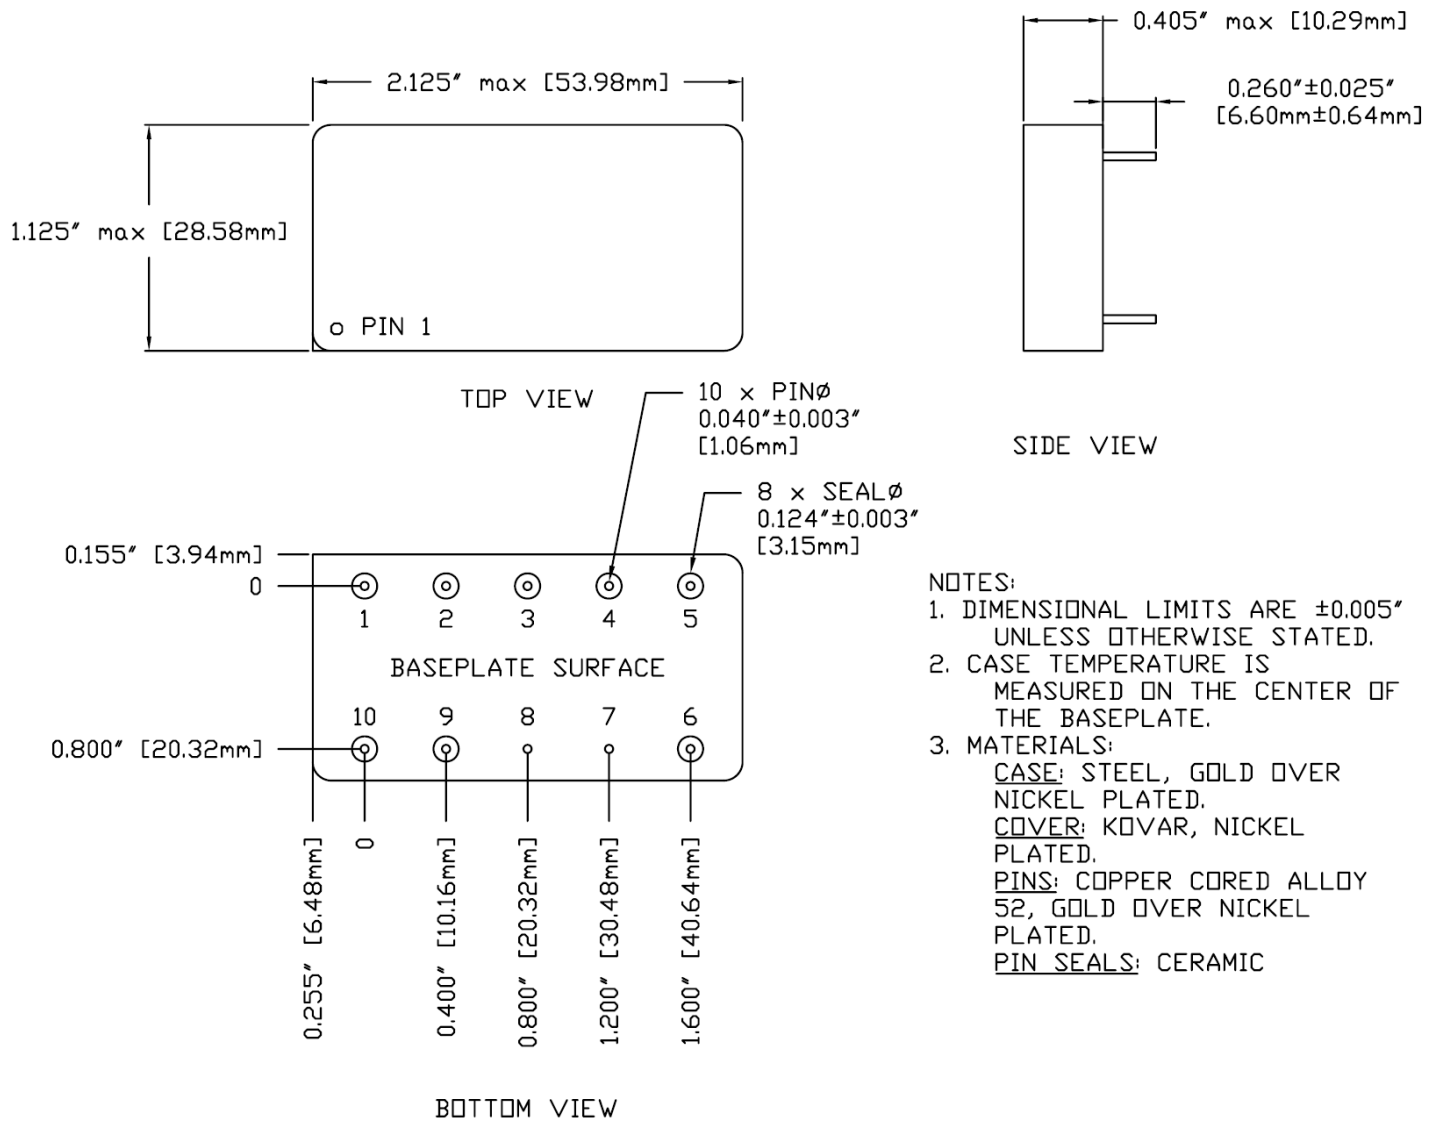 0.405″ max [10.29mm]
2.125″ max [53.98mm]
0.260″±0.025″
[6.60mm±0.64mm]
1.125″ max [28.58mm]
PIN 1
TOP VIEW
SIDE VIEW
10 x PINø
0.040″±0.003″
[1.06mm]
8 x SEALø
0.124″±0.003″
[3.15mm]
0.155″ [3.94mm]
0
1 2 3 4 5
BASEPLATE SURFACE
10 9 8 7 6
0.800″ [20.32mm]
0.255″ [6.48mm]
0
0.400″ [10.16mm]
0.800″ [20.32mm]
1.200″ [30.48mm]
1.600″ [40.64mm]
BOTTOM VIEW
NOTES:
1. DIMENSIONAL LIMITS ARE ±0.005″
UNLESS OTHERWISE STATED.
2. CASE TEMPERATURE IS
MEASURED ON THE CENTER OF
THE BASEPLATE.
3. MATERIALS:
CASE: STEEL, GOLD OVER
NICKEL PLATED.
COVER: KOVAR, NICKEL
PLATED.
PINS: COPPER CORED ALLOY
52, GOLD OVER NICKEL
PLATED.
PIN SEALS: CERAMIC